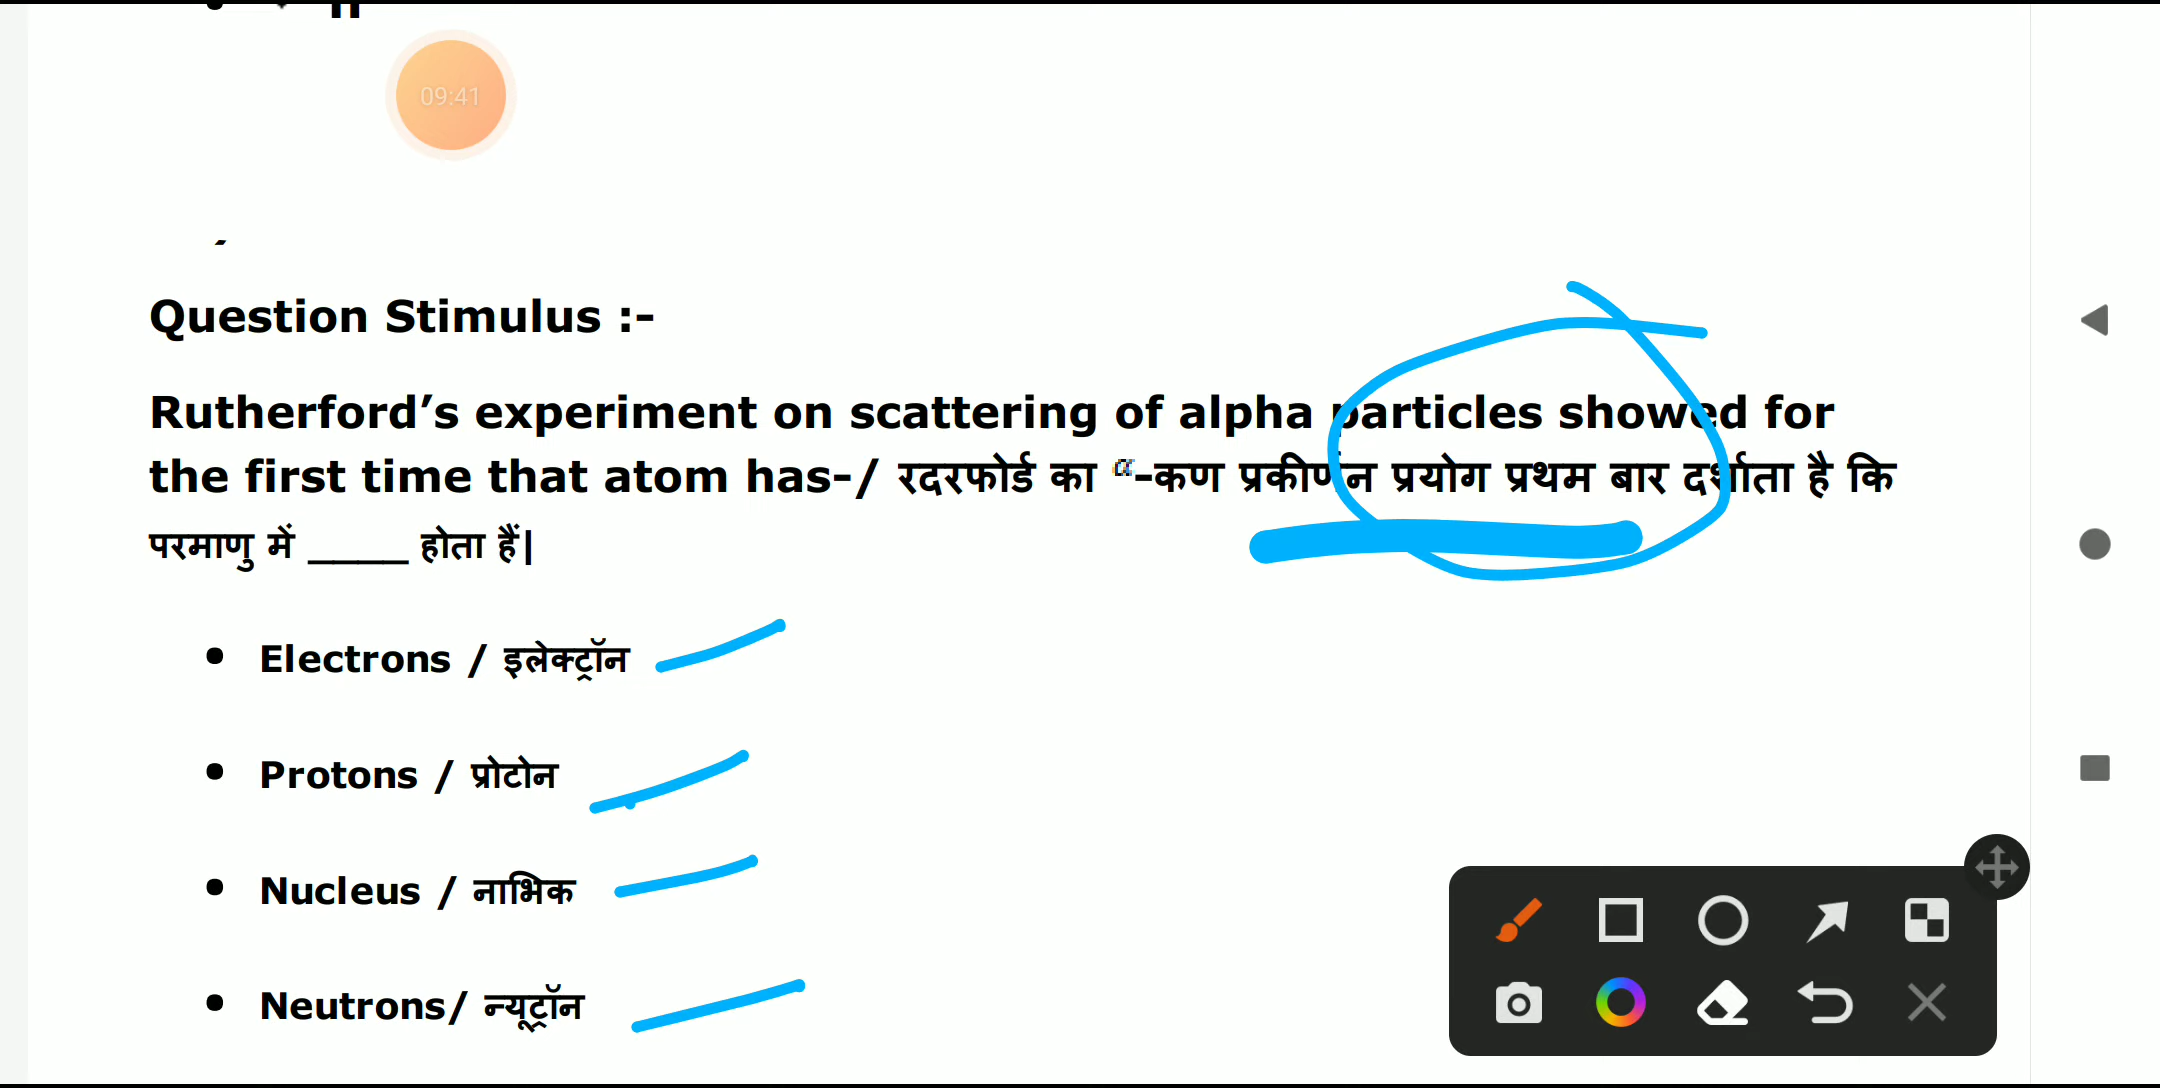 09:41
Question Stimulus :-
Rutherford’s experiment on scattering of alpha particles showed for
the first time that atom has-/ रदरफोर्ड का α-कण प्रकीर्णन प्रयोग प्रथम बार दर्शाता है कि
परमाणु में ____ होता हैं|
• Electrons / इलेक्ट्रॉन
• Protons / प्रोटोन
• Nucleus / नाभिक
• Neutrons/ न्यूट्रॉन